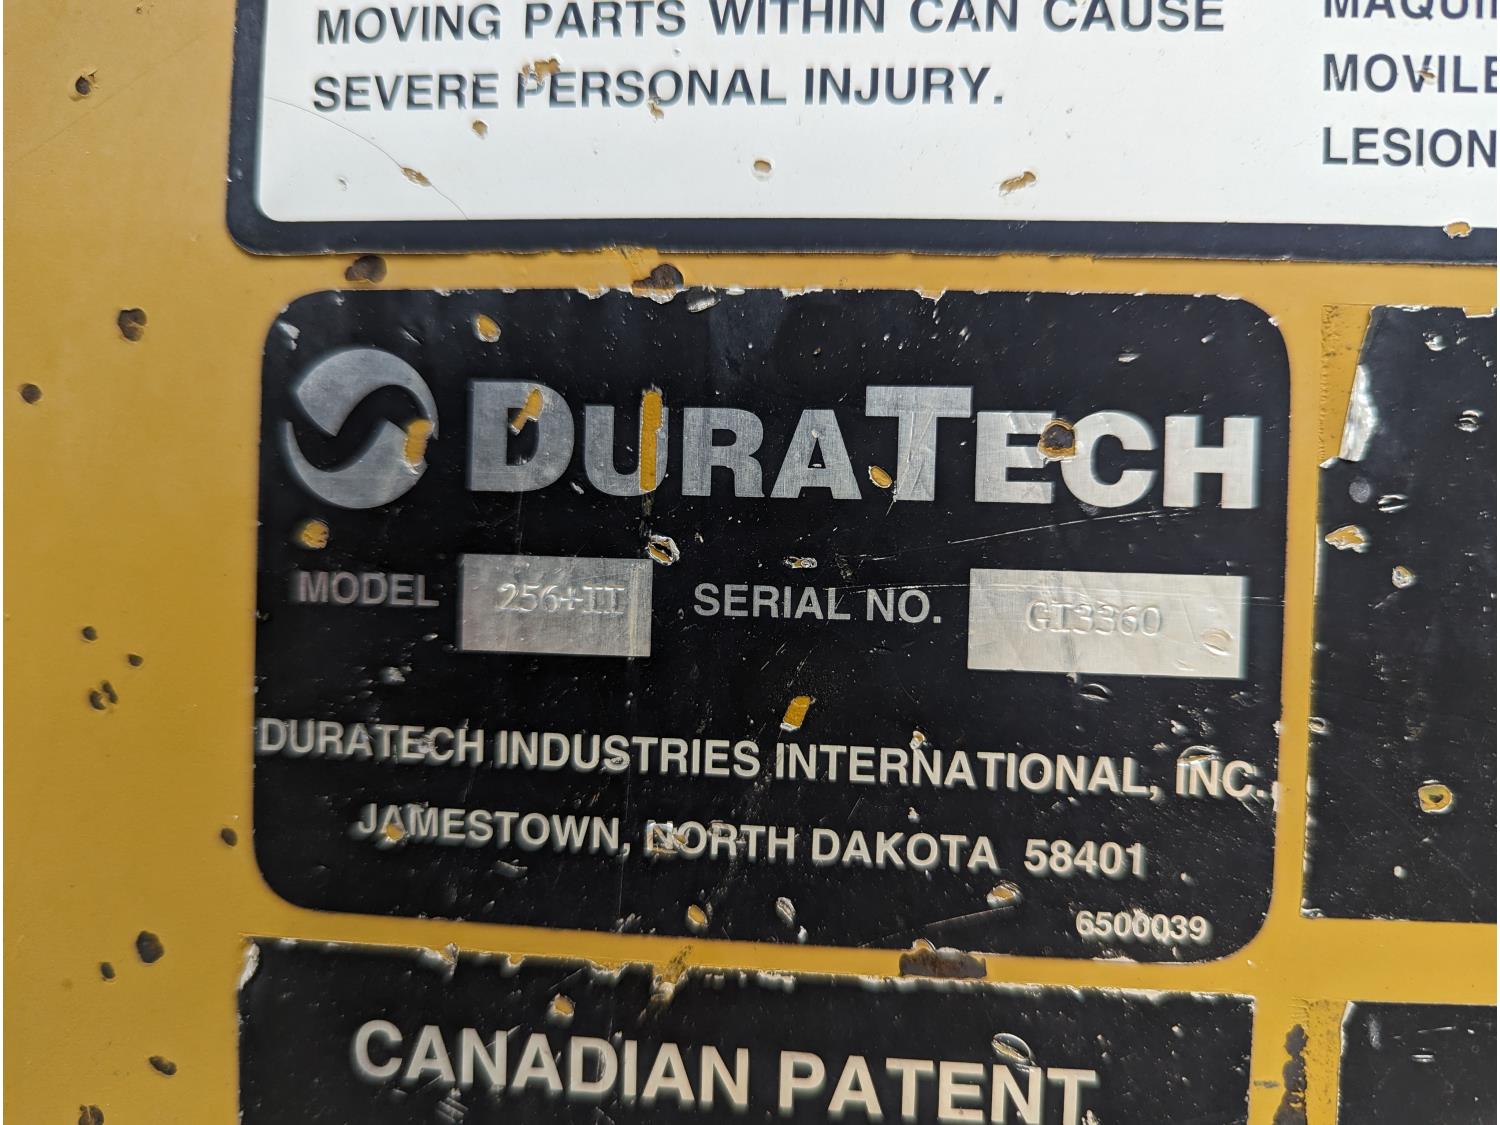 MOVING PARTS WITHIN CAN CAUSE
SEVERE PERSONAL INJURY.
MOVILE
LESION
DURATECH
MODEL 256+II SERIAL NO. GI3360
DURATECH INDUSTRIES INTERNATIONAL, INC.
JAMESTOWN, NORTH DAKOTA 58401
6500039
CANADIAN PATENT